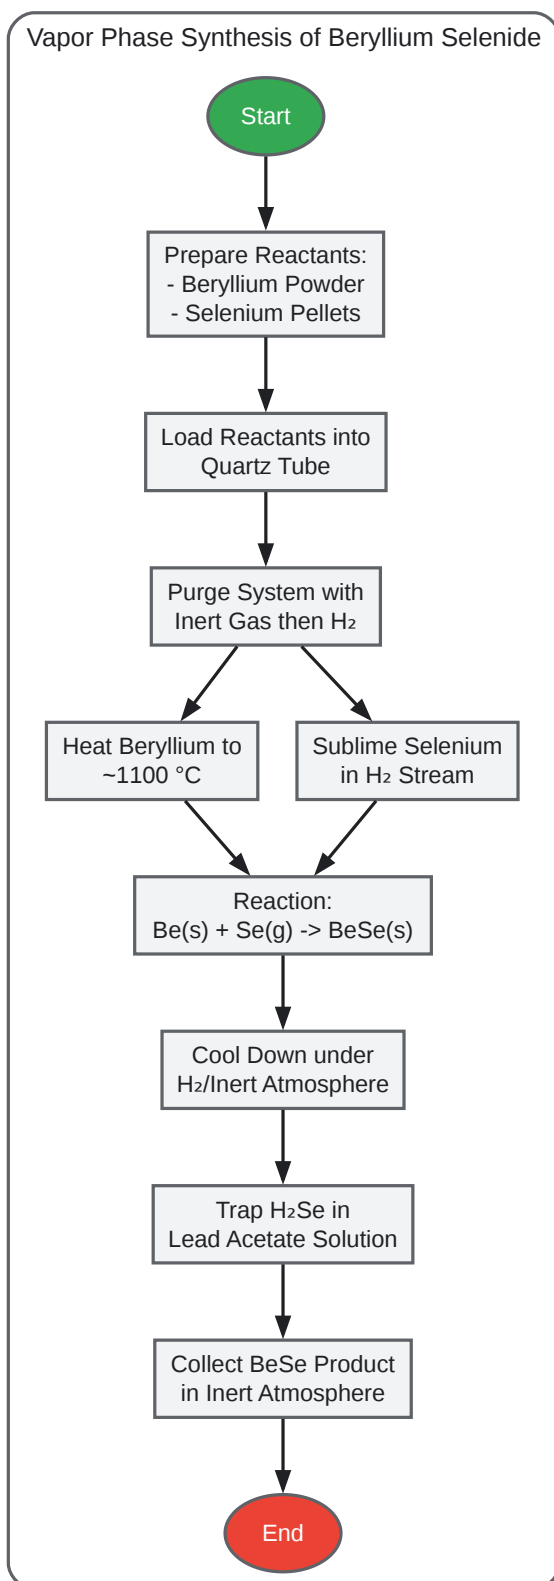 Vapor Phase Synthesis of Beryllium Selenide
Start
Prepare Reactants:
- Beryllium Powder
- Selenium Pellets
Load Reactants into
Quartz Tube
Purge System with
Inert Gas then H₂
Heat Beryllium to
~1100 °C
Sublime Selenium
in H₂ Stream
Reaction:
Be(s) + Se(g) -> BeSe(s)
Cool Down under
H₂/Inert Atmosphere
Trap H₂Se in
Lead Acetate Solution
Collect BeSe Product
in Inert Atmosphere
End